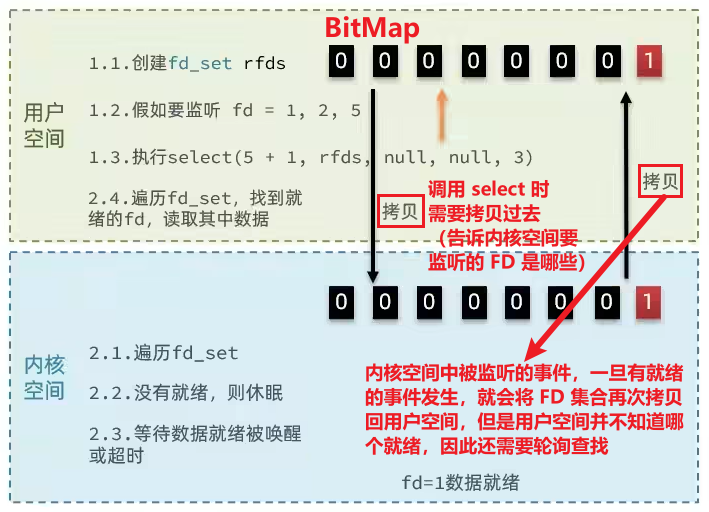 BitMap
1.1.创建fd_set rfds
0 0 0 0 0 0 0 1
用户
空间
1.2.假如要监听 fd = 1, 2, 5
1.3.执行select(5 + 1, rfds, null, null, 3)
2.4.遍历fd_set，找到就
绪的fd，读取其中数据
拷贝
调用 select 时
需要拷贝过去
（告诉内核空间要
监听的 FD 是哪些）
拷贝
0 0 0 0 0 0 0 1
内核
空间
2.1.遍历fd_set
2.2.没有就绪，则休眠
2.3.等待数据就绪被唤醒
或超时
内核空间中被监听的事件，一旦有就绪
的事件发生，就会将 FD 集合再次拷贝
回用户空间，但是用户空间并不知道哪
个就绪，因此还需要轮询查找
fd=1数据就绪